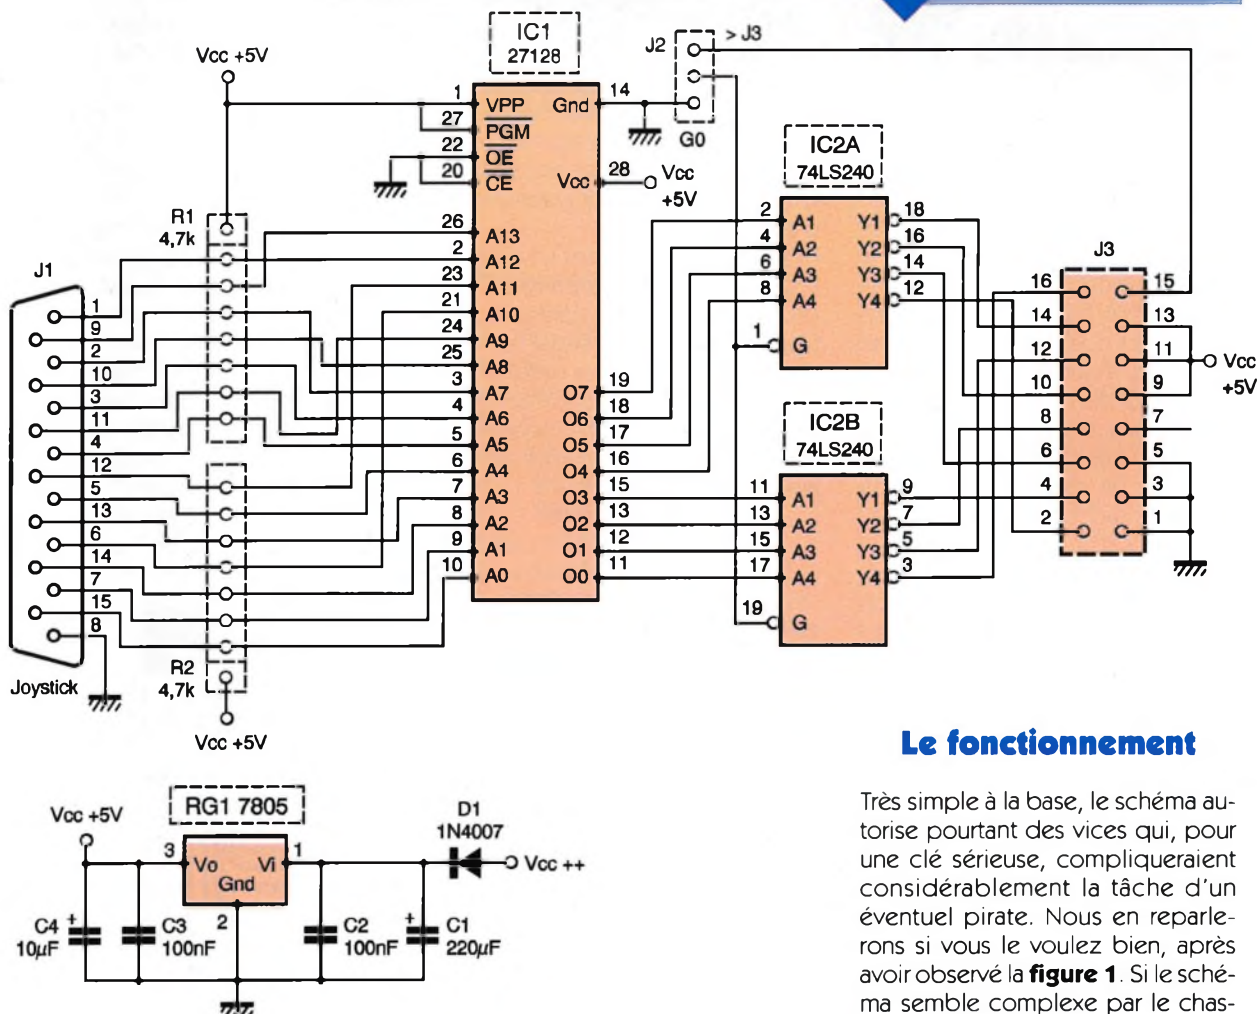 Vcc +5V
IC1
27128
J2
> J3
G0
1
27
22
20
26
2
23
21
24
25
3
4
5
6
7
8
9
10
VPP
PGM
OE
CE
A13
A12
A11
A10
A9
A8
A7
A6
A5
A4
A3
A2
A1
A0
Gnd
14
Vcc
28
Vcc
+5V
O7
O6
O5
O4
O3
O2
O1
O0
19
18
17
16
15
13
12
11
R1
4,7k
J1
1
9
2
10
3
11
4
12
5
13
6
14
7
15
8
Joystick
R2
4,7k
Vcc +5V
IC2A
74LS240
2
4
6
8
1
A1
A2
A3
A4
G
Y1
Y2
Y3
Y4
18
16
14
12
IC2B
74LS240
11
13
15
17
19
A1
A2
A3
A4
G
Y1
Y2
Y3
Y4
9
7
5
3
J3
16
14
12
10
8
6
4
2
15
13
11
9
7
5
3
1
Vcc
+5V
Vcc +5V
RG1 7805
3
Vo
Vi
1
Gnd
2
D1
1N4007
Vcc ++
C4
10µF
+
C3
100nF
C2
100nF
+
C1
220µF
Le fonctionnement
Très simple à la base, le schéma au-
torise pourtant des vices qui, pour
une clé sérieuse, compliqueraient
considérablement la tâche d'un
éventuel pirate. Nous en reparle-
rons si vous le voulez bien, après
avoir observé la figure 1. Si le sché-
ma semble complexe par le chas-